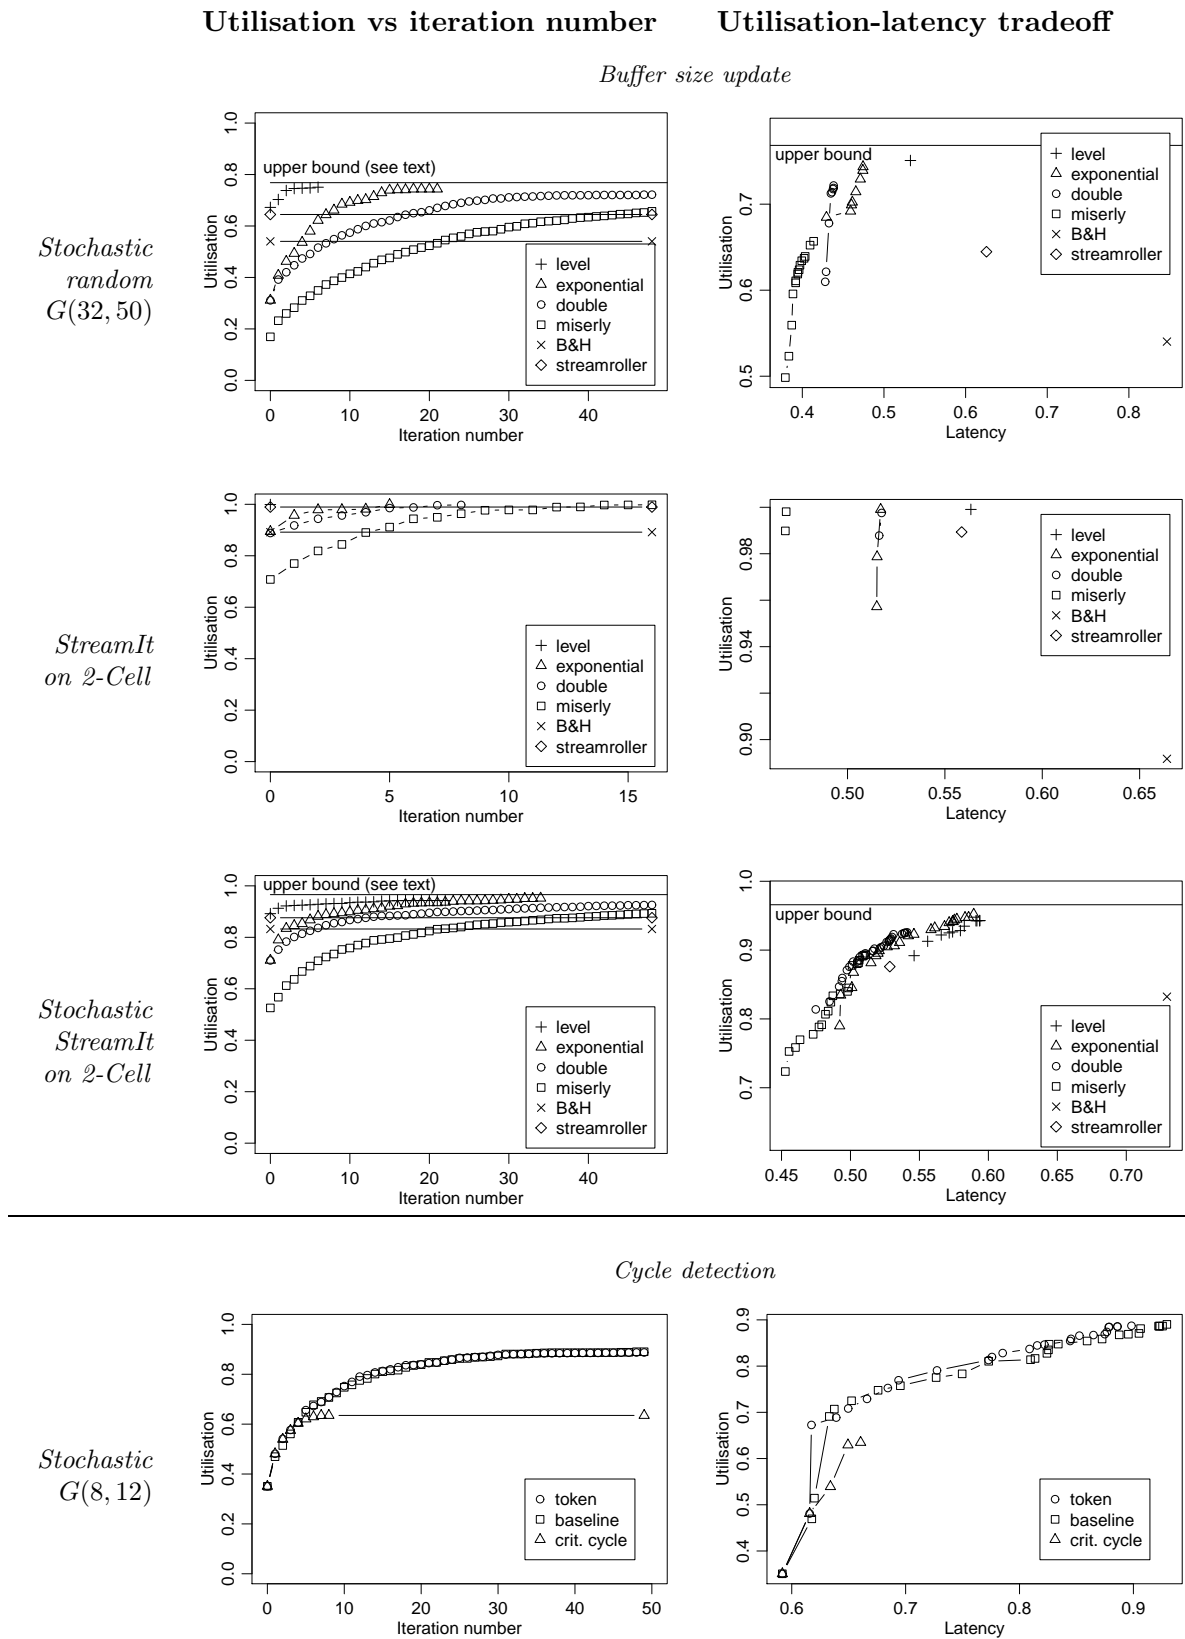 Utilisation vs iteration number
Utilisation-latency tradeoff
Buffer size update
Stochastic
random
G(32, 50)
Utilisation
0.0 0.2 0.4 0.6 0.8 1.0
upper bound (see text)
level
exponential
double
miserly
B&H
streamroller
0 10 20 30 40
Iteration number
Utilisation
0.5 0.6 0.7
upper bound
level
exponential
double
miserly
B&H
streamroller
0.4 0.5 0.6 0.7 0.8
Latency
StreamIt
on 2-Cell
Utilisation
0.0 0.2 0.4 0.6 0.8 1.0
level
exponential
double
miserly
B&H
streamroller
0 5 10 15
Iteration number
Utilisation
0.90 0.94 0.98
level
exponential
double
miserly
B&H
streamroller
0.50 0.55 0.60 0.65
Latency
Stochastic
StreamIt
on 2-Cell
Utilisation
0.0 0.2 0.4 0.6 0.8 1.0
upper bound (see text)
level
exponential
double
miserly
B&H
streamroller
0 10 20 30 40
Iteration number
Utilisation
0.7 0.8 0.9 1.0
upper bound
level
exponential
double
miserly
B&H
streamroller
0.45 0.50 0.55 0.60 0.65 0.70
Latency
Cycle detection
Stochastic
G(8, 12)
Utilisation
0.0 0.2 0.4 0.6 0.8 1.0
token
baseline
crit. cycle
0 10 20 30 40 50
Iteration number
Utilisation
0.4 0.5 0.6 0.7 0.8 0.9
token
baseline
crit. cycle
0.6 0.7 0.8 0.9
Latency